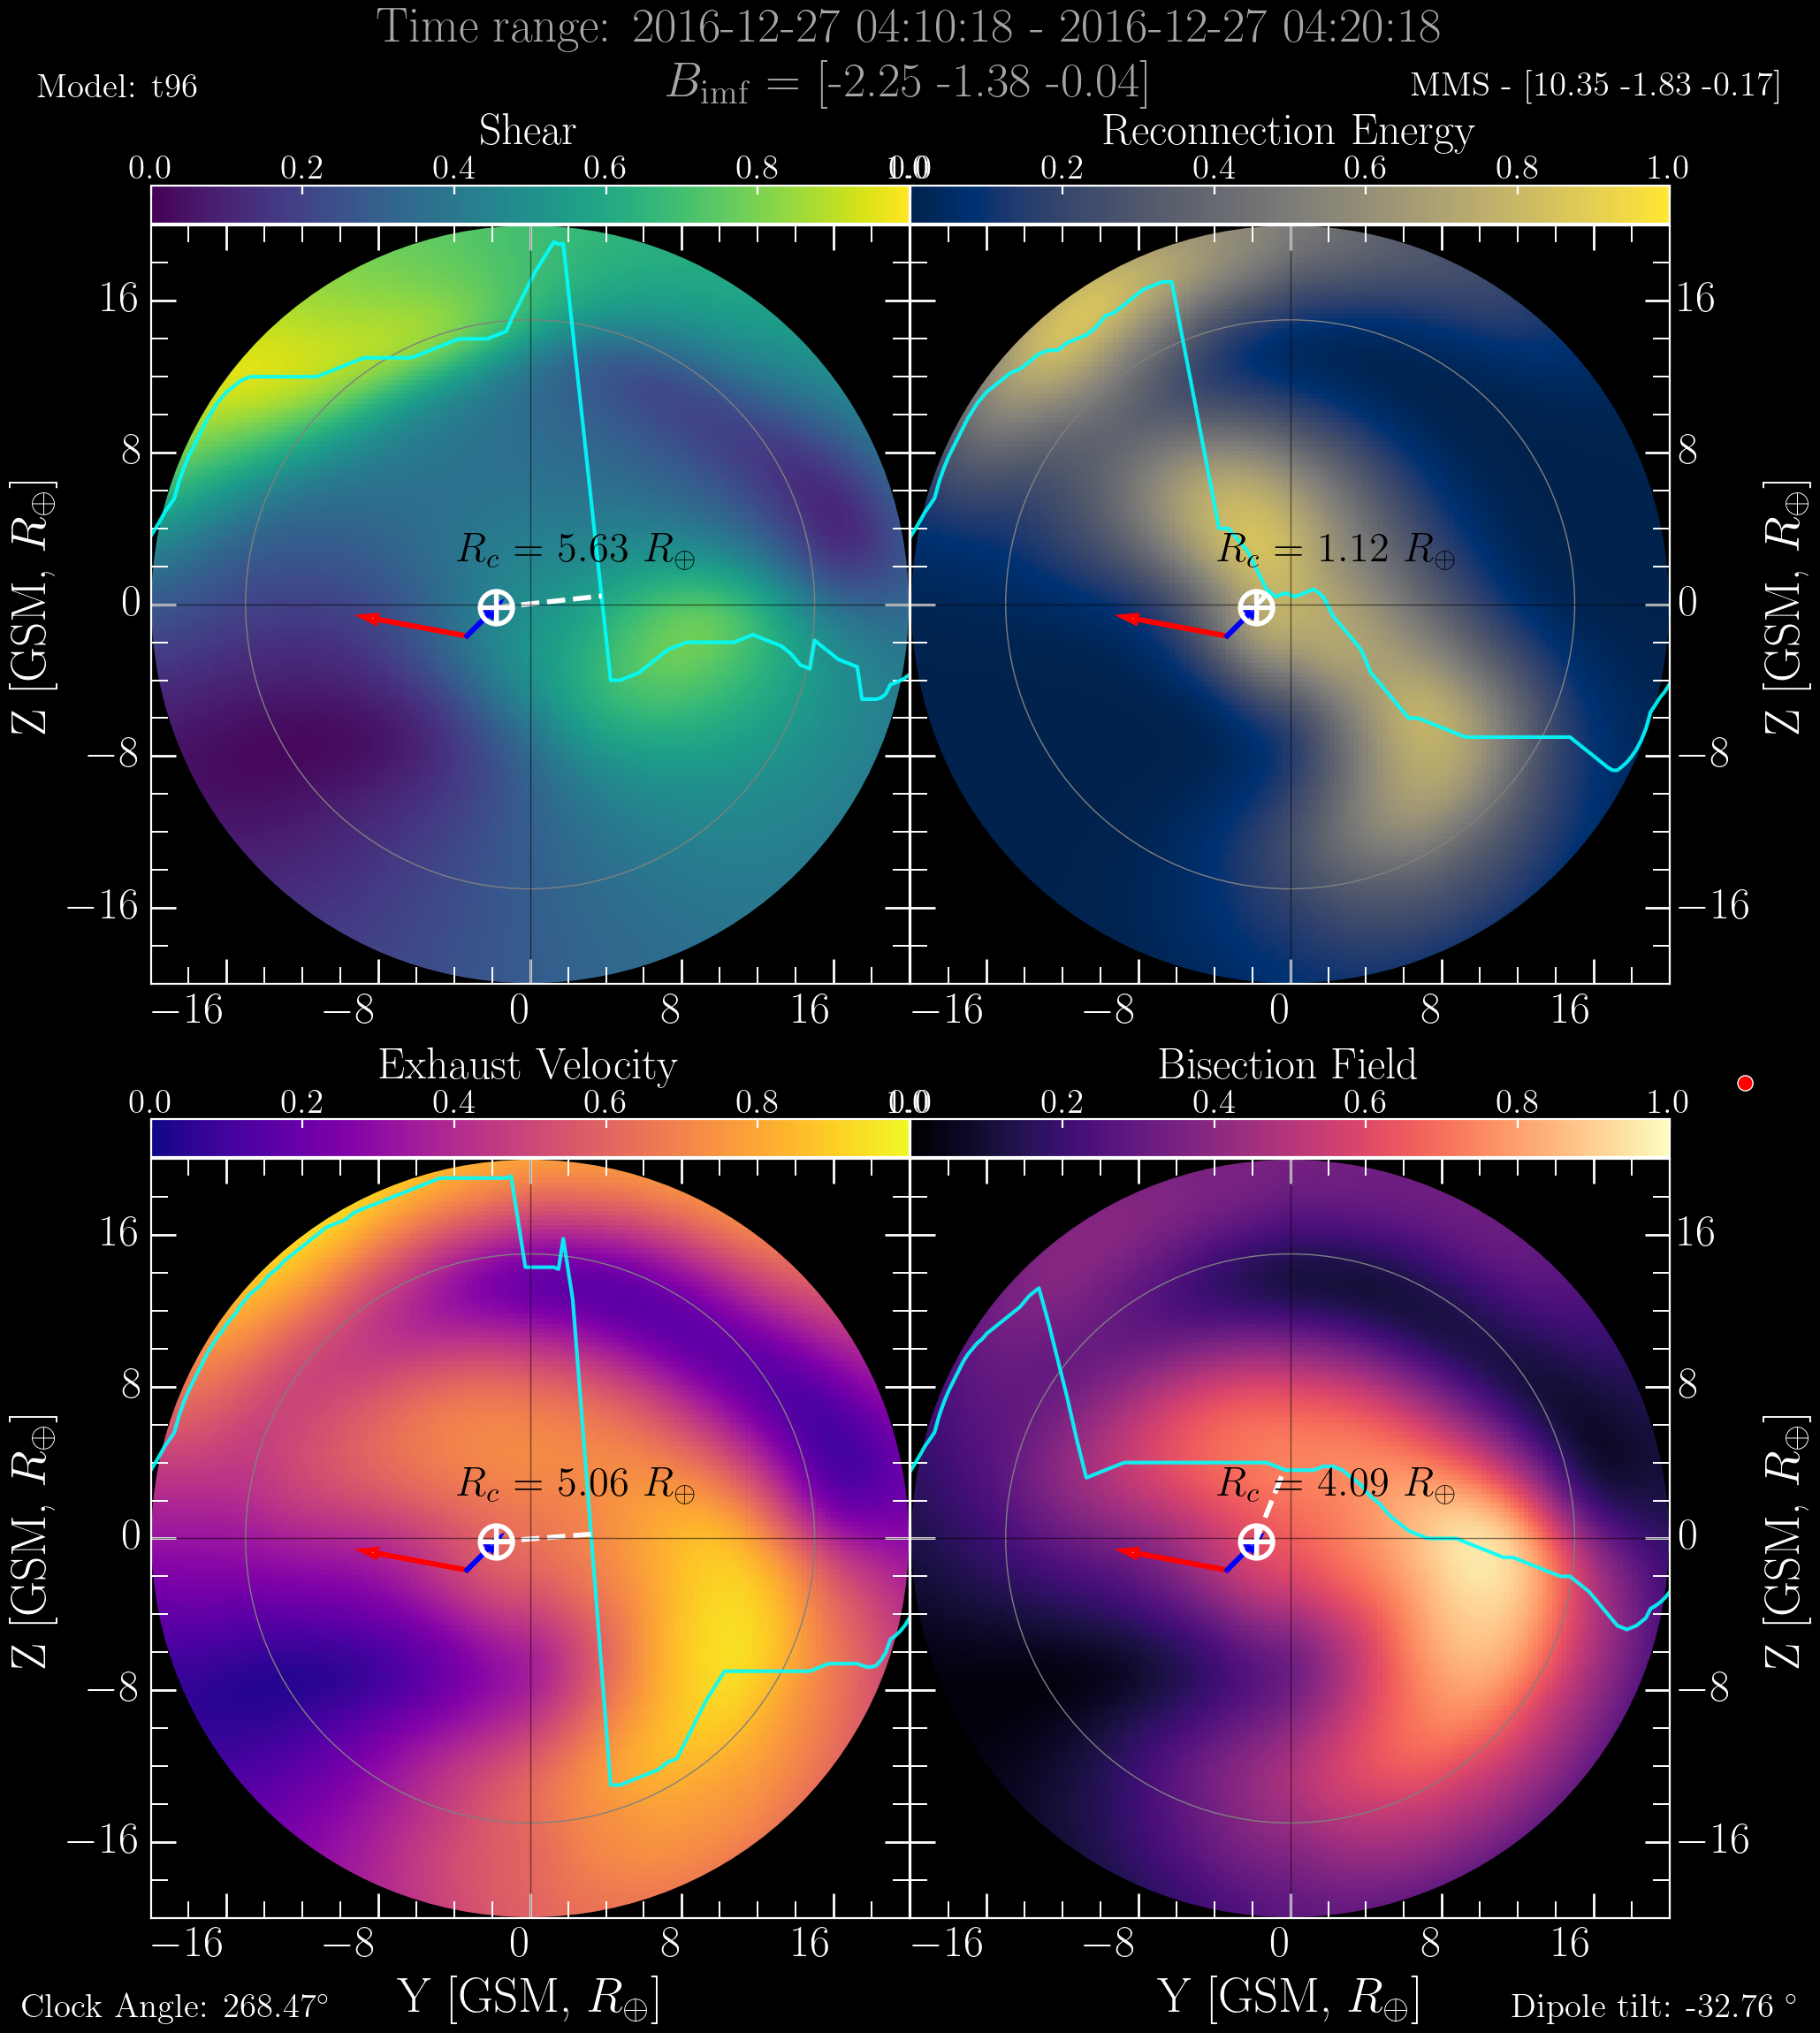 Time range: 2016-12-27 04:10:18 - 2016-12-27 04:20:18
Model: t96
B_imf = [-2.25 -1.38 -0.04]
MMS - [10.35 -1.83 -0.17]
Shear
Reconnection Energy
0.0 0.2 0.4 0.6 0.8 1.0
0.0 0.2 0.4 0.6 0.8 1.0
16
8
0
−8
−16
Z [GSM, R⊕]
R_c = 5.63 R⊕
R_c = 1.12 R⊕
16
8
0
−8
−16
Z [GSM, R⊕]
−16 −8 0 8 16
−16 −8 0 8 16
Exhaust Velocity
Bisection Field
0.0 0.2 0.4 0.6 0.8 1.0
0.0 0.2 0.4 0.6 0.8 1.0
16
8
0
−8
−16
Z [GSM, R⊕]
R_c = 5.06 R⊕
R_c = 4.09 R⊕
16
8
0
−8
−16
Z [GSM, R⊕]
−16 −8 0 8 16
−16 −8 0 8 16
Y [GSM, R⊕]
Y [GSM, R⊕]
Clock Angle: 268.47°
Dipole tilt: -32.76 °